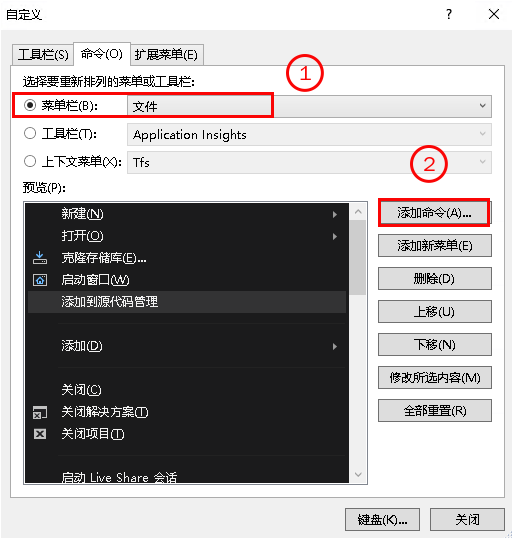 自定义 ? ×
工具栏(S) 命令(O) 扩展菜单(E)
选择要重新排列的菜单或工具栏:
1
菜单栏(B): 文件
工具栏(T): Application Insights
2
上下文菜单(X): Tfs
预览(P):
新建(N)
添加命令(A)...
打开(O)
添加新菜单(E)
克隆存储库(E)...
启动窗口(W)
删除(D)
添加到源代码管理
上移(U)
添加(D)
下移(N)
关闭(C)
修改所选内容(M)
关闭解决方案(T)
全部重置(R)
关闭项目(T)
启动 Live Share 会话
键盘(K)... 关闭